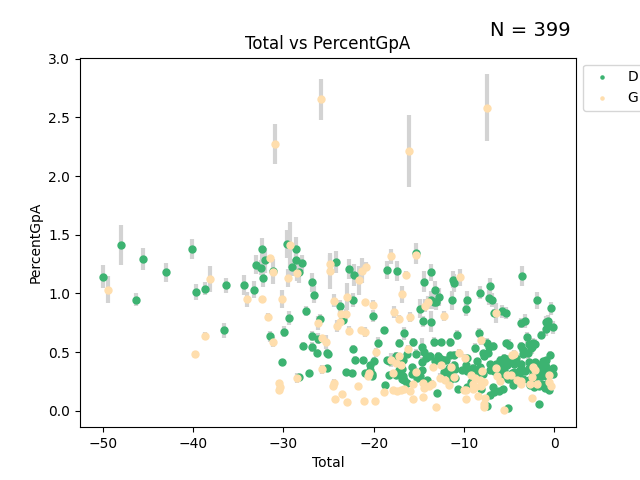 N = 399
Total vs PercentGpA
D
G
PercentGpA
3.0
2.5
2.0
1.5
1.0
0.5
0.0
−50 −40 −30 −20 −10 0
Total